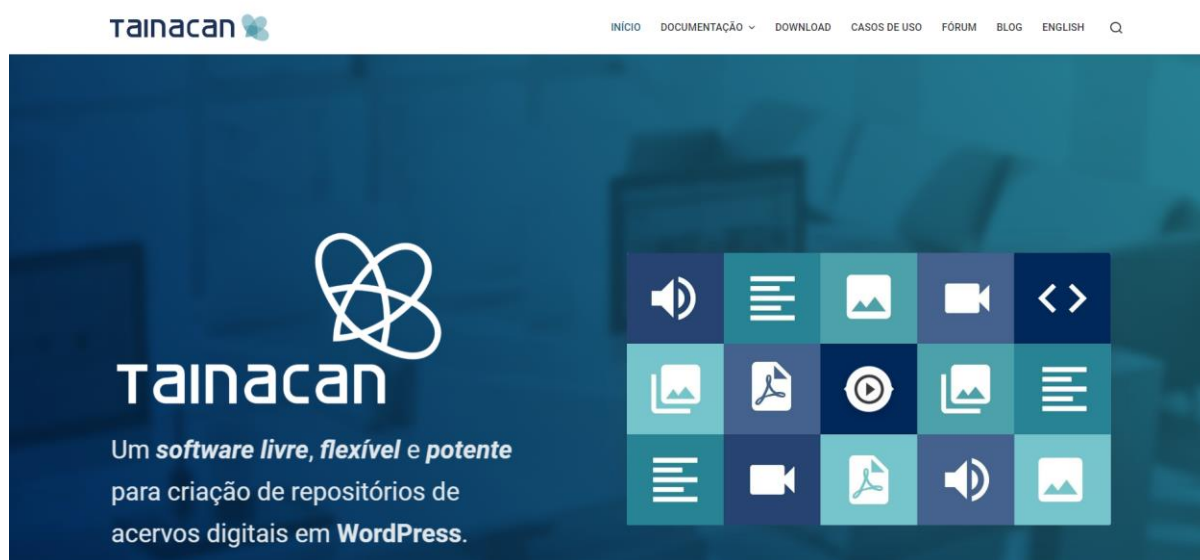 Tainacan
INÍCIO DOCUMENTAÇÃO DOWNLOAD CASOS DE USO FÓRUM BLOG ENGLISH
Tainacan
Um software livre, flexível e potente
para criação de repositórios de
acervos digitais em WordPress.